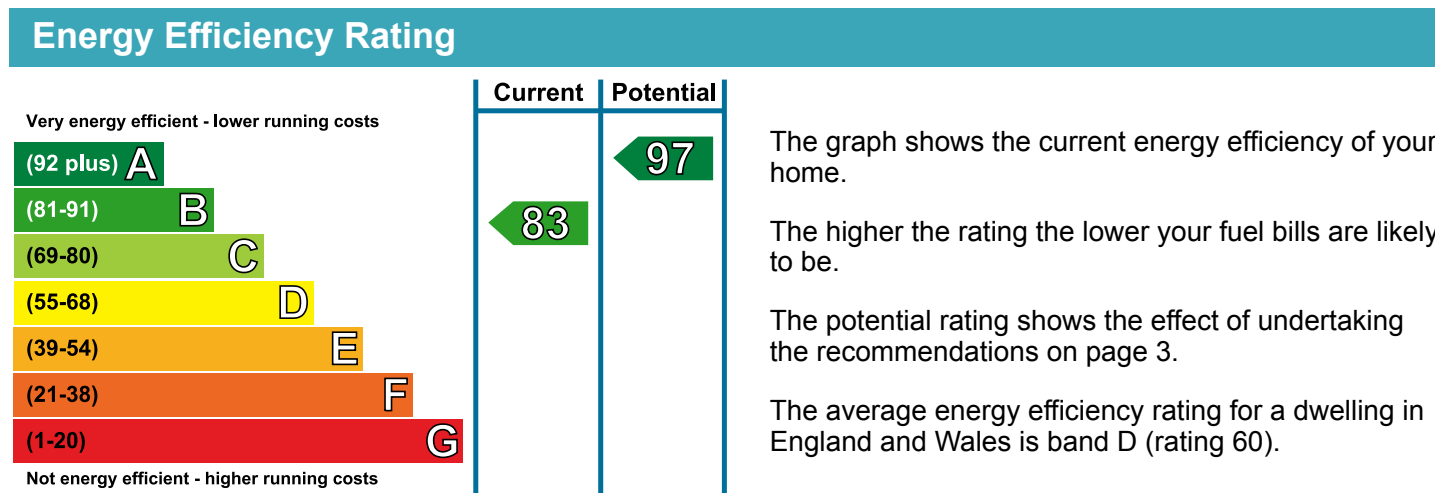 Energy Efficiency Rating
Current Potential
Very energy efficient - lower running costs
(92 plus) A
97
(81-91) B
83
(69-80) C
(55-68) D
(39-54) E
(21-38) F
(1-20) G
Not energy efficient - higher running costs
The graph shows the current energy efficiency of your
home.
The higher the rating the lower your fuel bills are likely
to be.
The potential rating shows the effect of undertaking
the recommendations on page 3.
The average energy efficiency rating for a dwelling in
England and Wales is band D (rating 60).